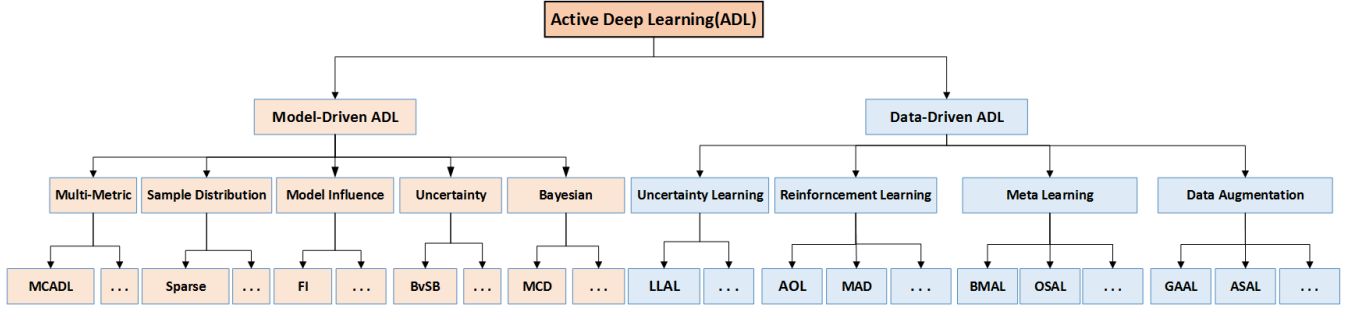 Active Deep Learning(ADL)
Model-Driven ADL
Data-Driven ADL
Multi-Metric
Sample Distribution
Model Influence
Uncertainty
Bayesian
Uncertainty Learning
Reinforncement Learning
Meta Learning
Data Augmentation
MCADL
. . .
Sparse
. . .
FI
. . .
BvSB
. . .
MCD
. . .
LLAL
. . .
AOL
MAD
. . .
BMAL
OSAL
. . .
GAAL
ASAL
. . .